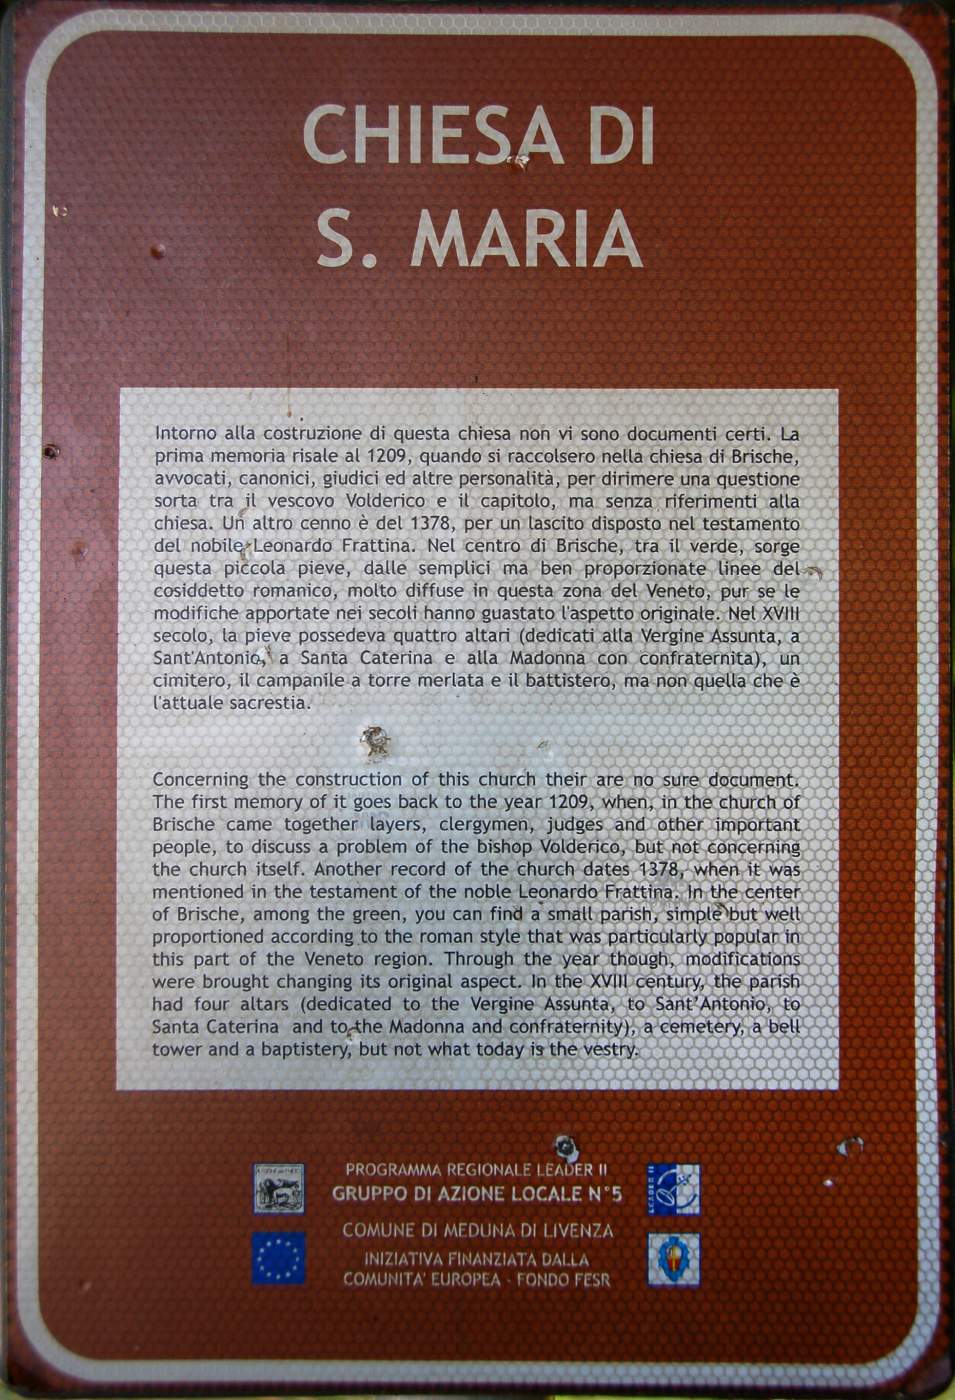 CHIESA DI
S. MARIA
Intorno alla costruzione di questa chiesa non vi sono documenti certi. La
prima memoria risale al 1209, quando si raccolsero nella chiesa di Brische,
avvocati, canonici, giudici ed altre personalità, per dirimere una questione
sorta tra il vescovo Volderico e il capitolo, ma senza riferimenti alla
chiesa. Un altro cenno è del 1378, per un lascito disposto nel testamento
del nobile Leonardo Frattina. Nel centro di Brische, tra il verde, sorge
questa piccola pieve, dalle semplici ma ben proporzionate linee del
cosiddetto romanico, molto diffuse in questa zona del Veneto, pur se le
modifiche apportate nei secoli hanno guastato l'aspetto originale. Nel XVIII
secolo, la pieve possedeva quattro altari (dedicati alla Vergine Assunta, a
Sant'Antonio, a Santa Caterina e alla Madonna con confraternita), un
cimitero, il campanile a torre merlata e il battistero, ma non quella che è
l'attuale sacrestia.
Concerning the construction of this church their are no sure document.
The first memory of it goes back to the year 1209, when, in the church of
Brische came together layers, clergymen, judges and other important
people, to discuss a problem of the bishop Volderico, but not concerning
the church itself. Another record of the church dates 1378, when it was
mentioned in the testament of the noble Leonardo Frattina. In the center
of Brische, among the green, you can find a small parish, simple but well
proportioned according to the roman style that was particularly popular in
this part of the Veneto region. Through the year though, modifications
were brought changing its original aspect. In the XVIII century, the parish
had four altars (dedicated to the Vergine Assunta, to Sant'Antonio, to
Santa Caterina and to the Madonna and confraternity), a cemetery, a bell
tower and a baptistery, but not what today is the vestry.
PROGRAMMA REGIONALE LEADER II
GRUPPO DI AZIONE LOCALE N°5
LEADER II
COMUNE DI MEDUNA DI LIVENZA
INIZIATIVA FINANZIATA DALLA
COMUNITA' EUROPEA - FONDO FESR